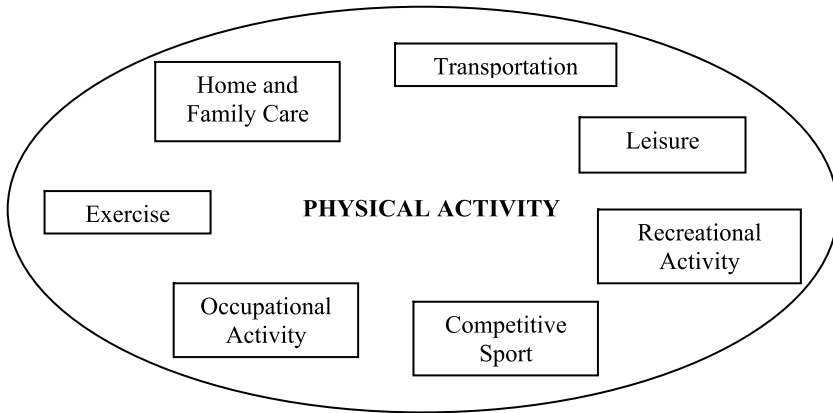 Transportation
Home and
Family Care
Leisure
Exercise
PHYSICAL ACTIVITY
Recreational
Activity
Occupational
Activity
Competitive
Sport